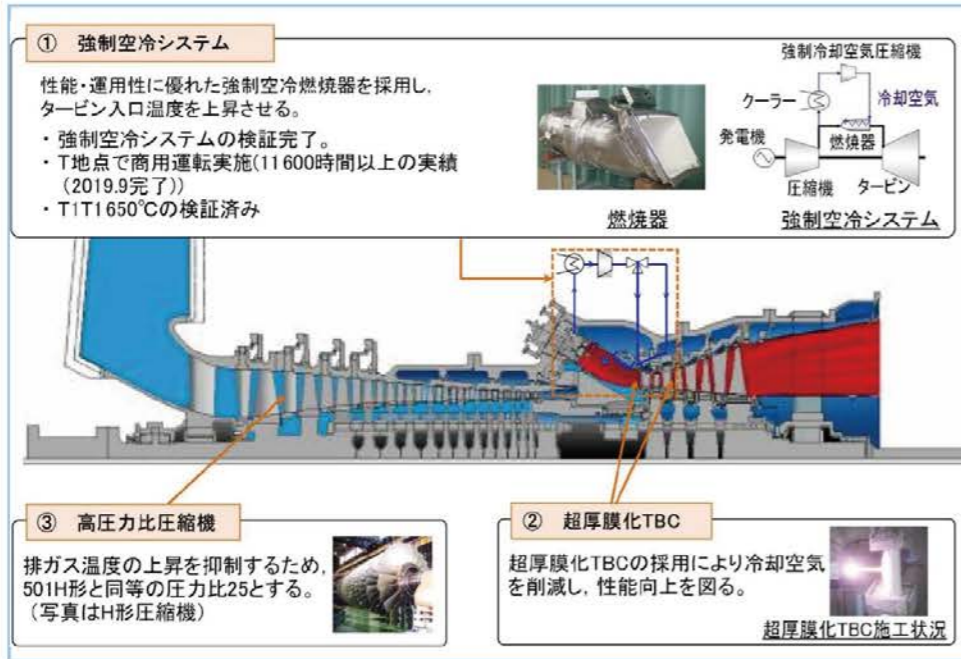 ① 強制空冷システム
性能・運用性に優れた強制空冷燃焼器を採用し,
タービン入口温度を上昇させる。
・強制空冷システムの検証完了。
・T地点で商用運転実施(11600時間以上の実績
(2019.9完了))
・T1T1650℃の検証済み
燃焼器
強制冷却空気圧縮機
クーラー
冷却空気
発電機
燃焼器
圧縮機
タービン
強制空冷システム
③ 高圧力比圧縮機
排ガス温度の上昇を抑制するため,
501H形と同等の圧力比25とする。
(写真はH形圧縮機)
② 超厚膜化TBC
超厚膜化TBCの採用により冷却空気
を削減し, 性能向上を図る。
超厚膜化TBC施工状況